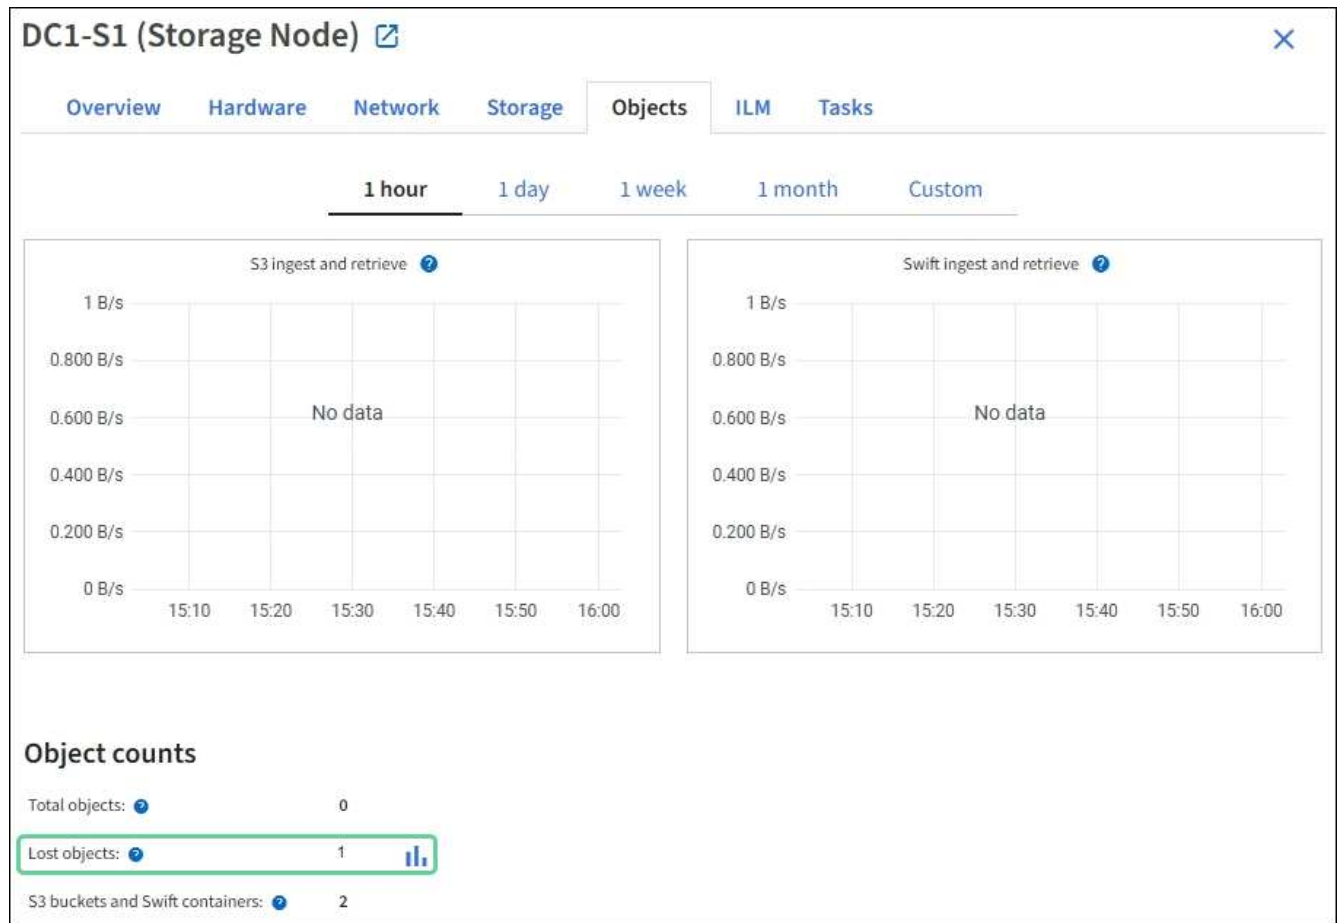 DC1-S1 (Storage Node)
Overview Hardware Network Storage Objects ILM Tasks
1 hour 1 day 1 week 1 month Custom
S3 ingest and retrieve
1 B/s
0.800 B/s
0.600 B/s
0.400 B/s
0.200 B/s
0 B/s
No data
15:10 15:20 15:30 15:40 15:50 16:00
Swift ingest and retrieve
1 B/s
0.800 B/s
0.600 B/s
0.400 B/s
0.200 B/s
0 B/s
No data
15:10 15:20 15:30 15:40 15:50 16:00
Object counts
Total objects: 0
Lost objects: 1
S3 buckets and Swift containers: 2